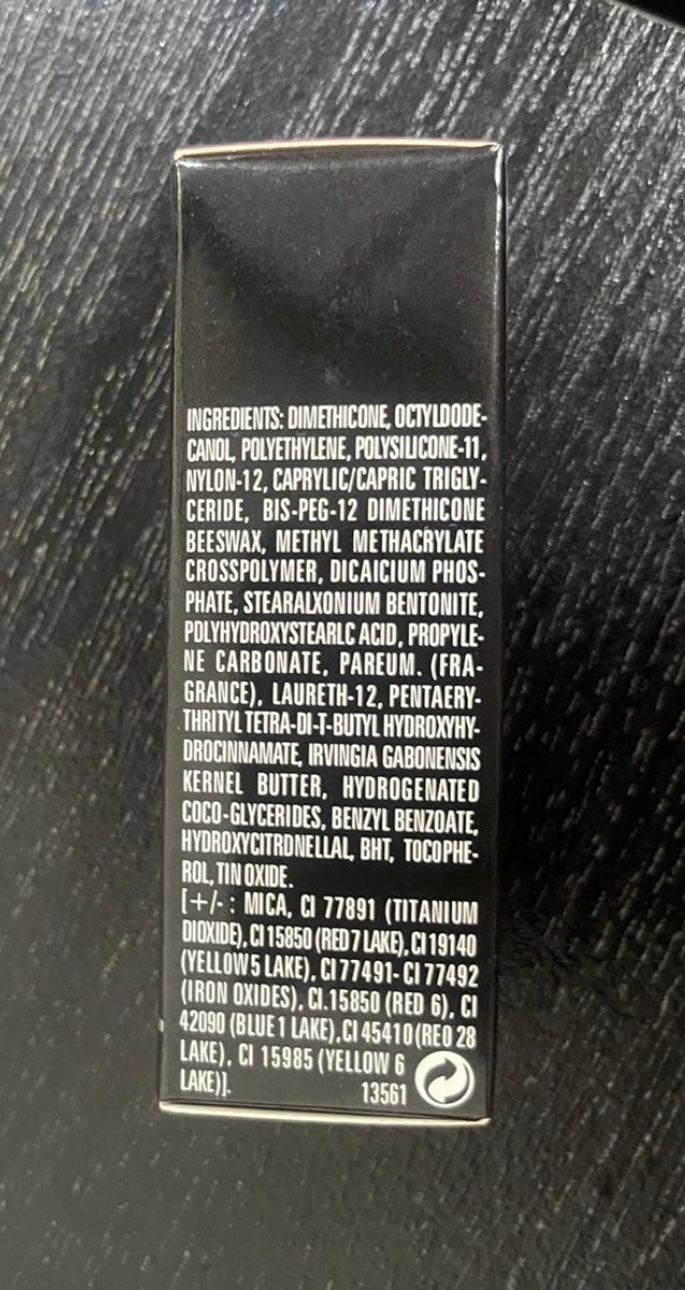 INGREDIENTS: DIMETHICONE, OCTYLDODE-
CANOL, POLYETHYLENE, POLYSILICONE-11,
NYLON-12, CAPRYLIC/CAPRIC TRIGLY-
CERIDE, BIS-PEG-12 DIMETHICONE
BEESWAX, METHYL METHACRYLATE
CROSSPOLYMER, DICAICIUM PHOS-
PHATE, STEARALXONIUM BENTONITE,
POLYHYDROXYSTEARLC ACID, PROPYLE-
NE CARBONATE, PAREUM. (FRA-
GRANCE), LAURETH-12, PENTAERY-
THRITYL TETRA-DI-T-BUTYL HYDROXYHY-
DROCINNAMATE, IRVINGIA GABONENSIS
KERNEL BUTTER, HYDROGENATED
COCO-GLYCERIDES, BENZYL BENZOATE,
HYDROXYCITRDNELLAL, BHT, TOCOPHE-
ROL, TIN OXIDE.
[+/- : MICA, CI 77891 (TITANIUM
DIOXIDE), CI 15850 (RED 7 LAKE), CI 19140
(YELLOW 5 LAKE), CI 77491- CI 77492
(IRON OXIDES), CI.15850 (RED 6), CI
42090 (BLUE 1 LAKE), CI 45410 (REO 28
LAKE), CI 15985 (YELLOW 6
LAKE)].
13561